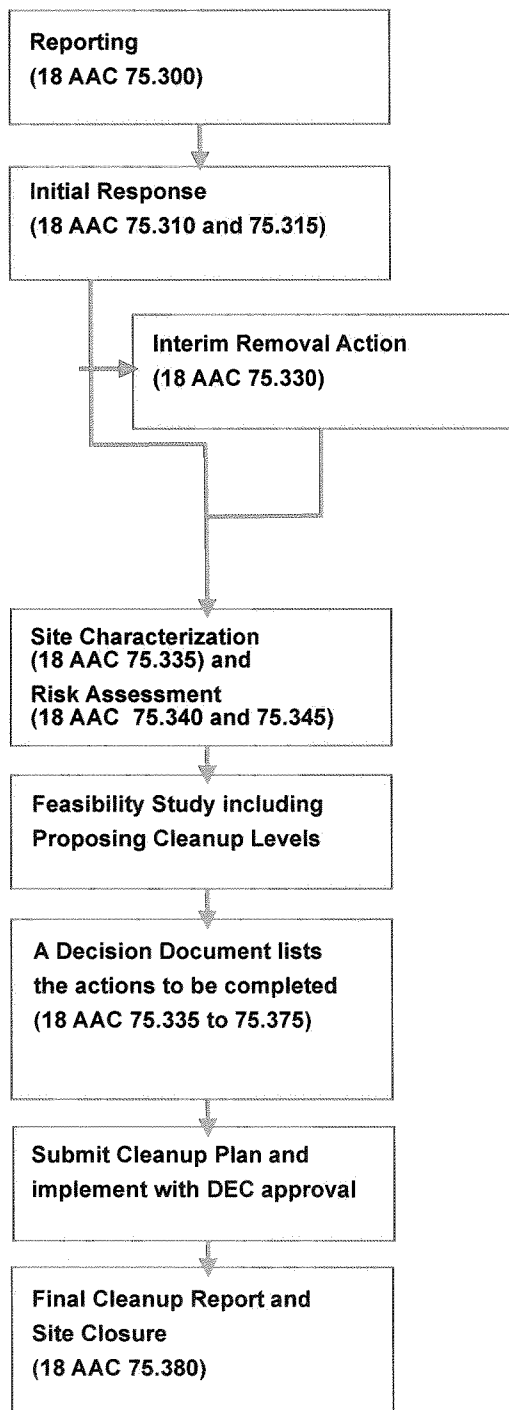 Reporting
(18 AAC 75.300)
Initial Response
(18 AAC 75.310 and 75.315)
Interim Removal Action
(18 AAC 75.330)
Site Characterization
(18 AAC 75.335) and
Risk Assessment
(18 AAC 75.340 and 75.345)
Feasibility Study including
Proposing Cleanup Levels
A Decision Document lists
the actions to be completed
(18 AAC 75.335 to 75.375)
Submit Cleanup Plan and
implement with DEC approval
Final Cleanup Report and
Site Closure
(18 AAC 75.380)